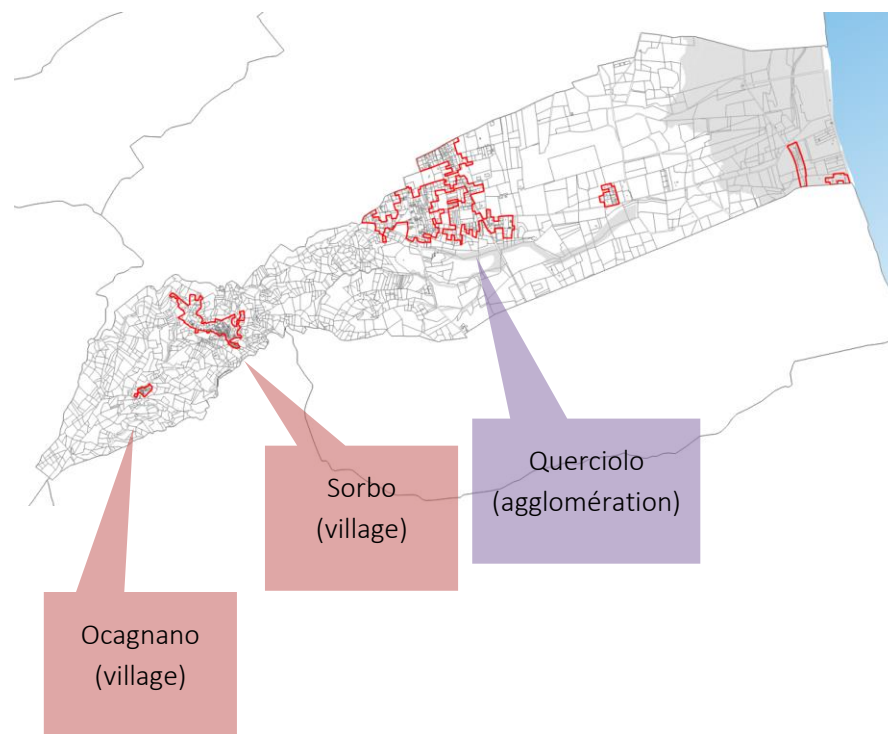 Querciolo
(agglomération)
Sorbo
(village)
Ocagnano
(village)